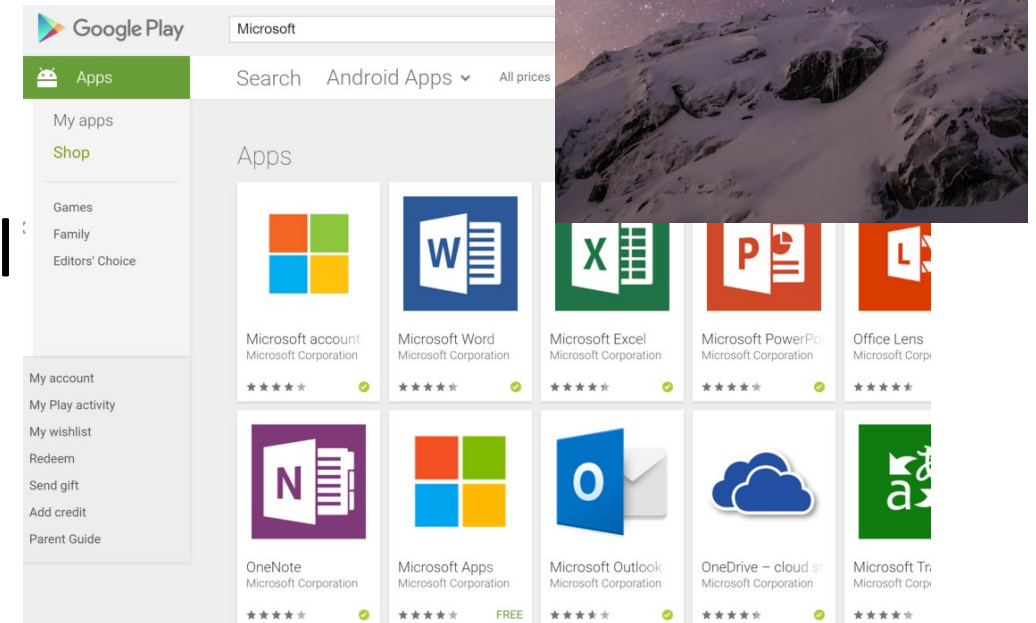 Google Play
Microsoft
Apps
Search Android Apps All prices
My apps
Shop
Games
Family
Editors' Choice
My account
My Play activity
My wishlist
Redeem
Send gift
Add credit
Parent Guide
Apps
W
X
P
L
Microsoft account
Microsoft Corporation
Microsoft Word
Microsoft Corporation
Microsoft Excel
Microsoft Corporation
Microsoft PowerPo
Microsoft Corporation
Office Lens
Microsoft Corp
N
O
a
OneNote
Microsoft Corporation
Microsoft Apps
Microsoft Corporation
FREE
Microsoft Outlook
Microsoft Corporation
OneDrive – cloud st
Microsoft Corporation
Microsoft Tra
Microsoft Corp